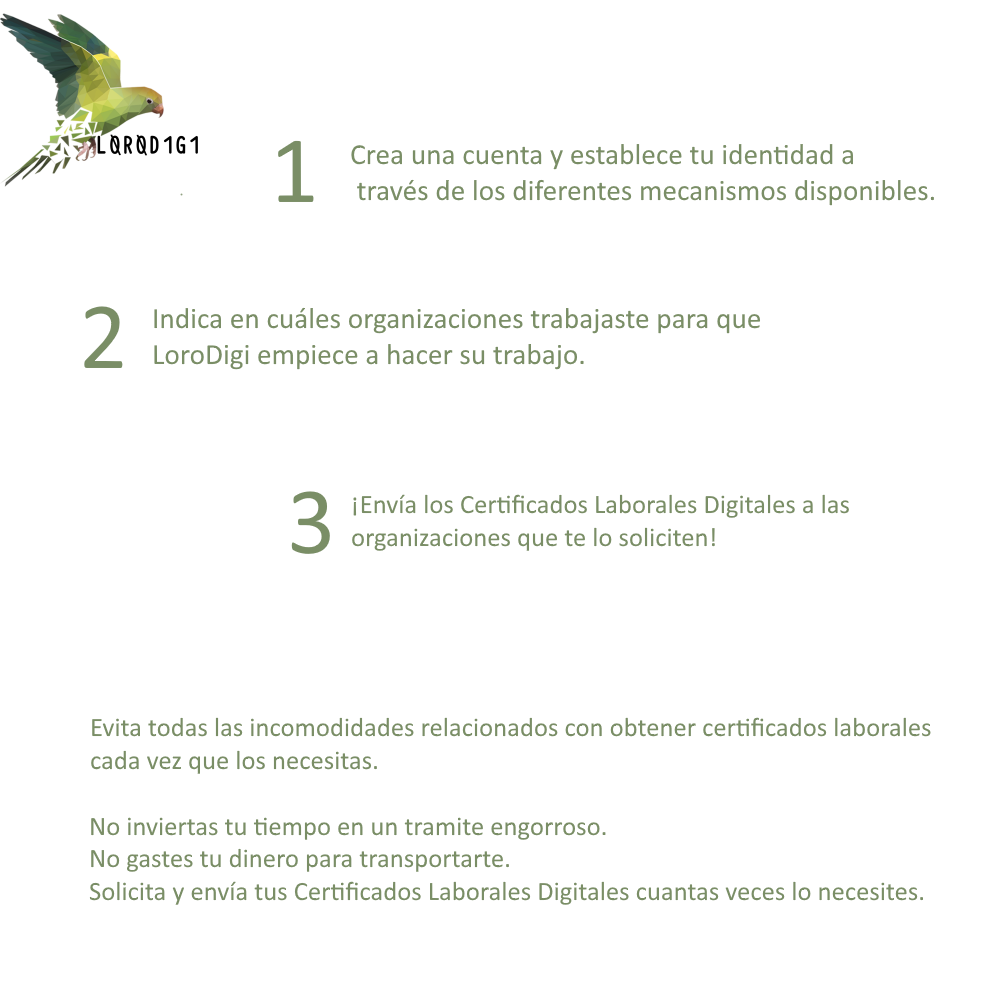 LOROD1G1
1
Crea una cuenta y establece tu identidad a
través de los diferentes mecanismos disponibles.
2
Indica en cuáles organizaciones trabajaste para que
LoroDigi empiece a hacer su trabajo.
3
¡Envía los Certificados Laborales Digitales a las
organizaciones que te lo soliciten!
Evita todas las incomodidades relacionados con obtener certificados laborales
cada vez que los necesitas.
No inviertas tu tiempo en un tramite engorroso.
No gastes tu dinero para transportarte.
Solicita y envía tus Certificados Laborales Digitales cuantas veces lo necesites.